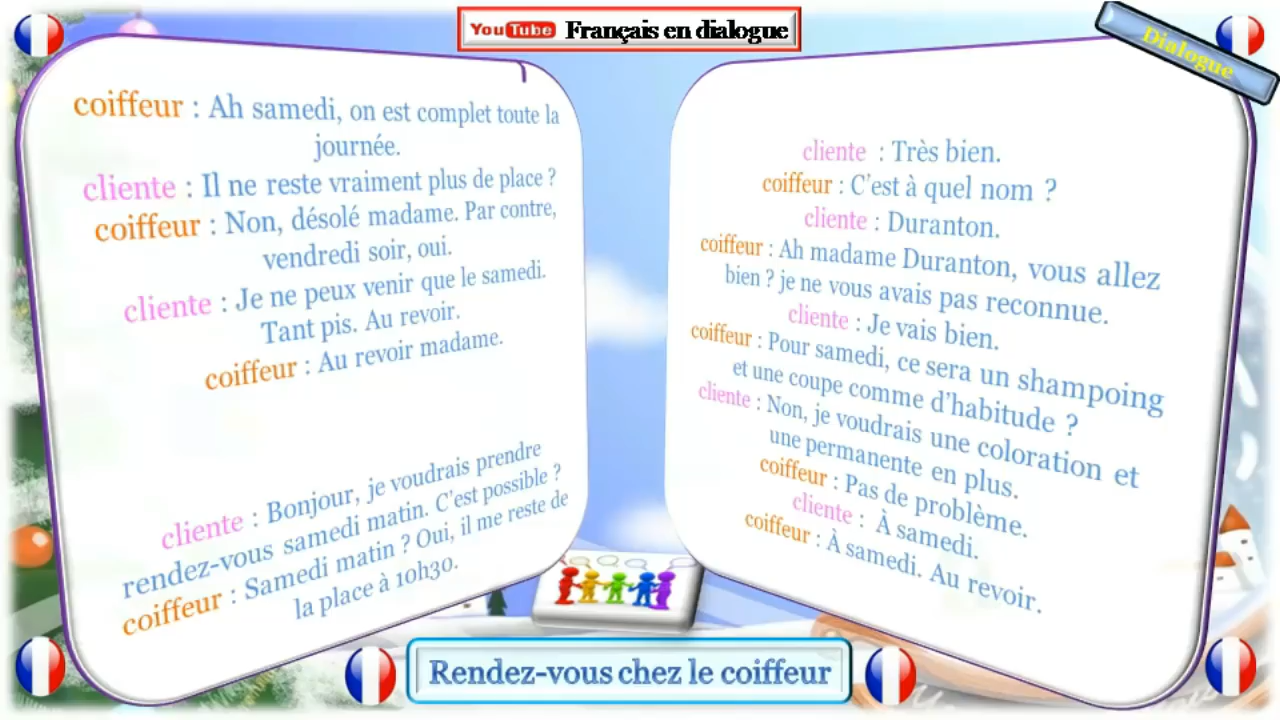 YouTube Français en dialogue
Dialogue
coiffeur : Ah samedi, on est complet toute la
journée.
cliente : Il ne reste vraiment plus de place ?
coiffeur : Non, désolé madame. Par contre,
vendredi soir, oui.
cliente : Je ne peux venir que le samedi.
Tant pis. Au revoir.
coiffeur : Au revoir madame.
cliente : Bonjour, je voudrais prendre
rendez-vous samedi matin. C'est possible ?
coiffeur : Samedi matin ? Oui, il me reste de
la place à 10h30.
cliente : Très bien.
coiffeur : C'est à quel nom ?
cliente : Duranton.
coiffeur : Ah madame Duranton, vous allez
bien ? je ne vous avais pas reconnue.
cliente : Je vais bien.
coiffeur : Pour samedi, ce sera un shampoing
et une coupe comme d'habitude ?
cliente : Non, je voudrais une coloration et
une permanente en plus.
coiffeur : Pas de problème.
cliente : À samedi.
coiffeur : À samedi. Au revoir.
Rendez-vous chez le coiffeur